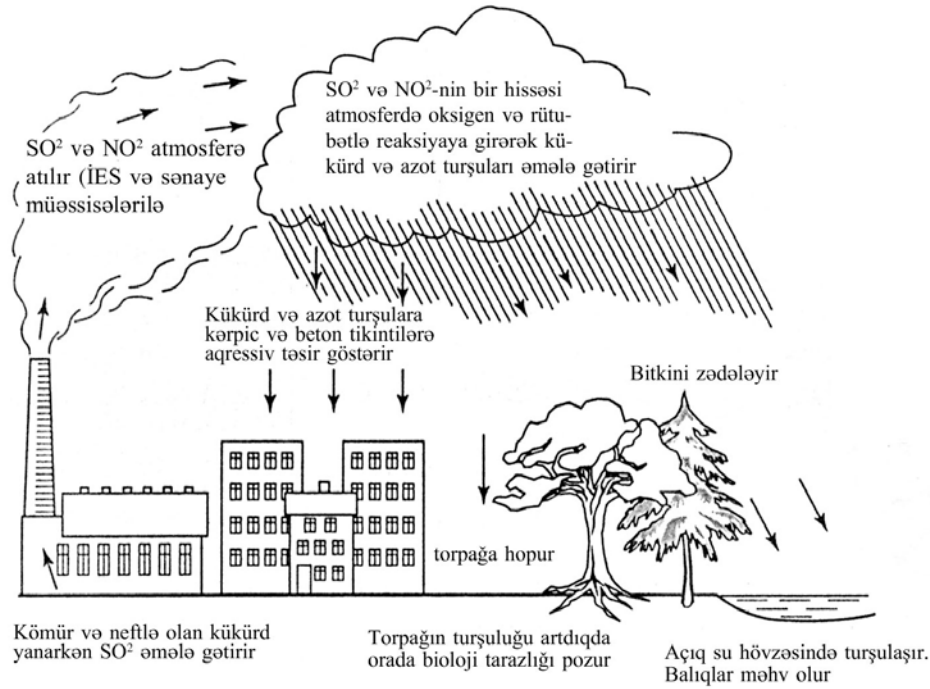 SO² və NO²-nin bir hissəsi
atmosferdə oksigen və rütu-
bətlə reaksiyaya girərək kü-
kürd və azot turşuları əmələ gətirir
SO² və NO² atmosferə
atılır (İES və sənaye
müəssisələrilə
Kükürd və azot turşulara
kərpic və beton tikintilərə
aqressiv təsir göstərir
Bitkini zədələyir
torpağa hopur
Kömür və neftlə olan kükürd
yanarkən SO² əmələ gətirir
Torpağın turşuluğu artdıqda
orada bioloji tarazlığı pozur
Açıq su hövzəsində turşulaşır.
Balıqlar məhv olur